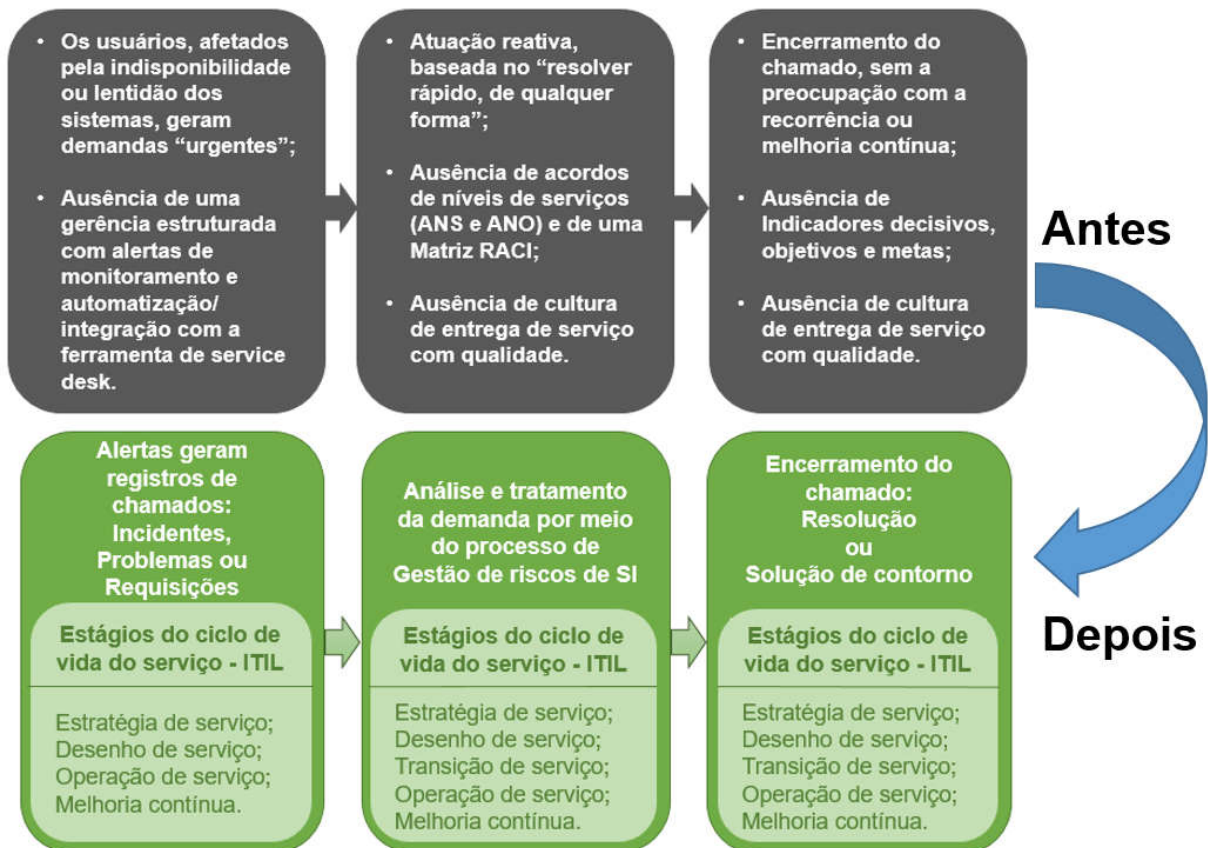 • Os usuários, afetados
pela indisponibilidade
ou lentidão dos
sistemas, geram
demandas “urgentes”;
• Ausência de uma
gerência estruturada
com alertas de
monitoramento e
automatização/
integração com a
ferramenta de service
desk.
• Atuação reativa,
baseada no “resolver
rápido, de qualquer
forma”;
• Ausência de acordos
de níveis de serviços
(ANS e ANO) e de uma
Matriz RACI;
• Ausência de cultura
de entrega de serviço
com qualidade.
• Encerramento do
chamado, sem a
preocupação com a
recorrência ou
melhoria contínua;
• Ausência de
Indicadores decisivos,
objetivos e metas;
• Ausência de cultura
de entrega de serviço
com qualidade.
Antes
Alertas geram
registros de
chamados:
Incidentes,
Problemas ou
Requisições
Estágios do ciclo de
vida do serviço - ITIL
Estratégia de serviço;
Desenho de serviço;
Operação de serviço;
Melhoria contínua.
Análise e tratamento
da demanda por meio
do processo de
Gestão de riscos de SI
Estágios do ciclo de
vida do serviço - ITIL
Estratégia de serviço;
Desenho de serviço;
Transição de serviço;
Operação de serviço;
Melhoria contínua.
Encerramento do
chamado:
Resolução
ou
Solução de contorno
Estágios do ciclo de
vida do serviço - ITIL
Estratégia de serviço;
Desenho de serviço;
Transição de serviço;
Operação de serviço;
Melhoria contínua.
Depois